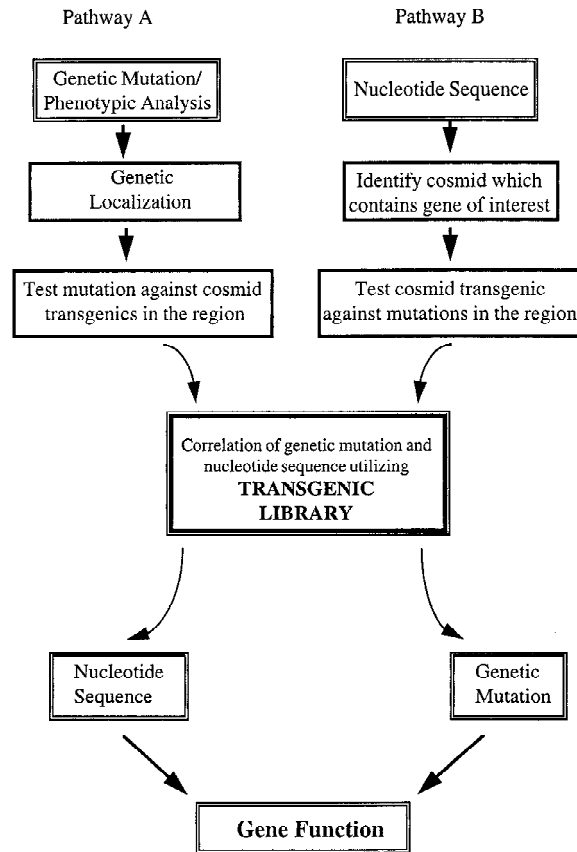 Pathway A
Pathway B
Genetic Mutation/
Phenotypic Analysis
Nucleotide Sequence
Genetic
Localization
Identify cosmid which
contains gene of interest
Test mutation against cosmid
transgenics in the region
Test cosmid transgenic
against mutations in the region
Correlation of genetic mutation and
nucleotide sequence utilizing
TRANSGENIC
LIBRARY
Nucleotide
Sequence
Genetic
Mutation
Gene Function